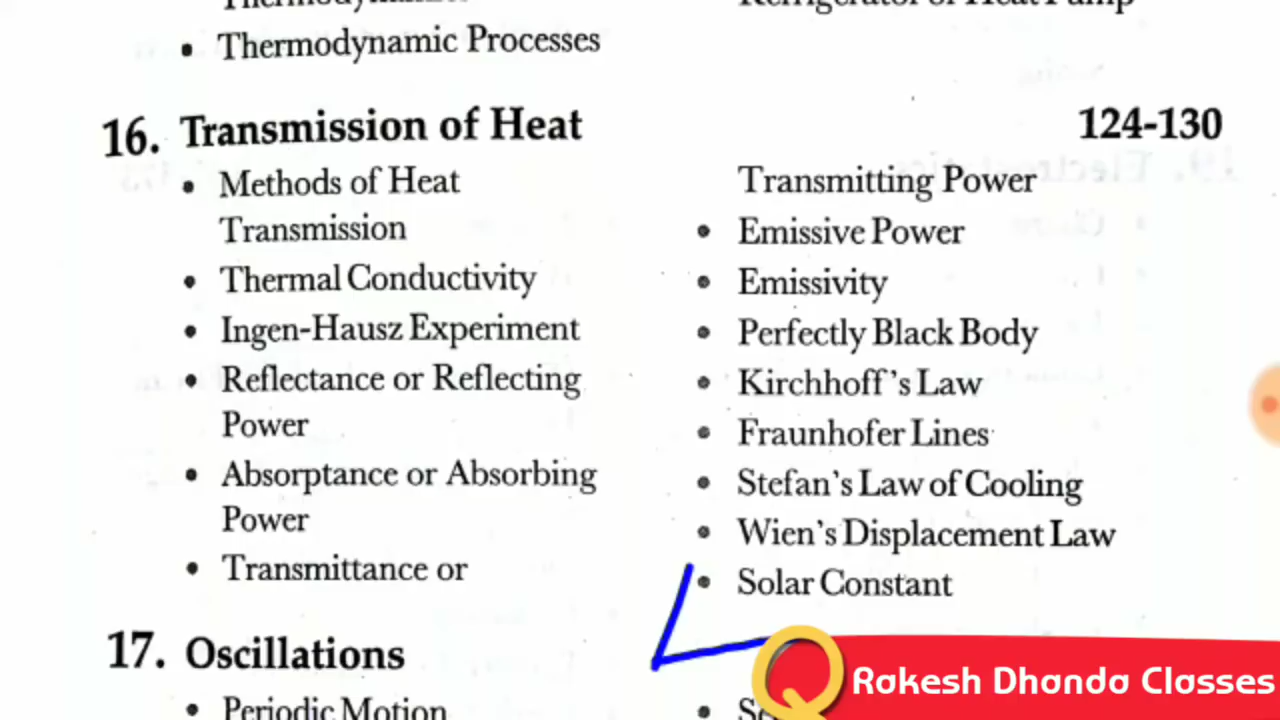 • Thermodynamic Processes
16. Transmission of Heat 124-130
• Methods of Heat
Transmission
• Thermal Conductivity
• Ingen-Hausz Experiment
• Reflectance or Reflecting
Power
• Absorptance or Absorbing
Power
• Transmittance or
Transmitting Power
• Emissive Power
• Emissivity
• Perfectly Black Body
• Kirchhoff's Law
• Fraunhofer Lines
• Stefan's Law of Cooling
• Wien's Displacement Law
• Solar Constant
17. Oscillations
• Periodic Motion
Rakesh Dhanda Classes